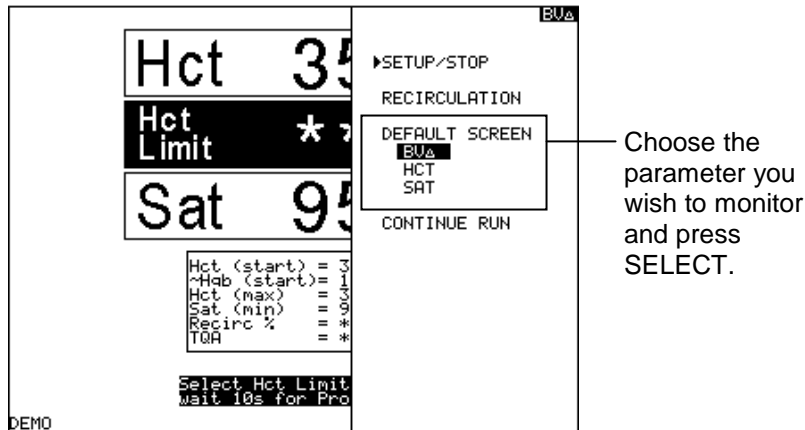 BV△
Hct 35
Hct
Limit **
Sat 95
Hct (start) = 3
~Hgb (start)= 1
Hct (max) = 3
Sat (min) = 9
Recirc % = *
TQA = *
Select Hct Limit
wait 10s for Pro
DEMO
▶SETUP/STOP
RECIRCULATION
DEFAULT SCREEN
BV△
HCT
SAT
CONTINUE RUN
Choose the
parameter you
wish to monitor
and press
SELECT.